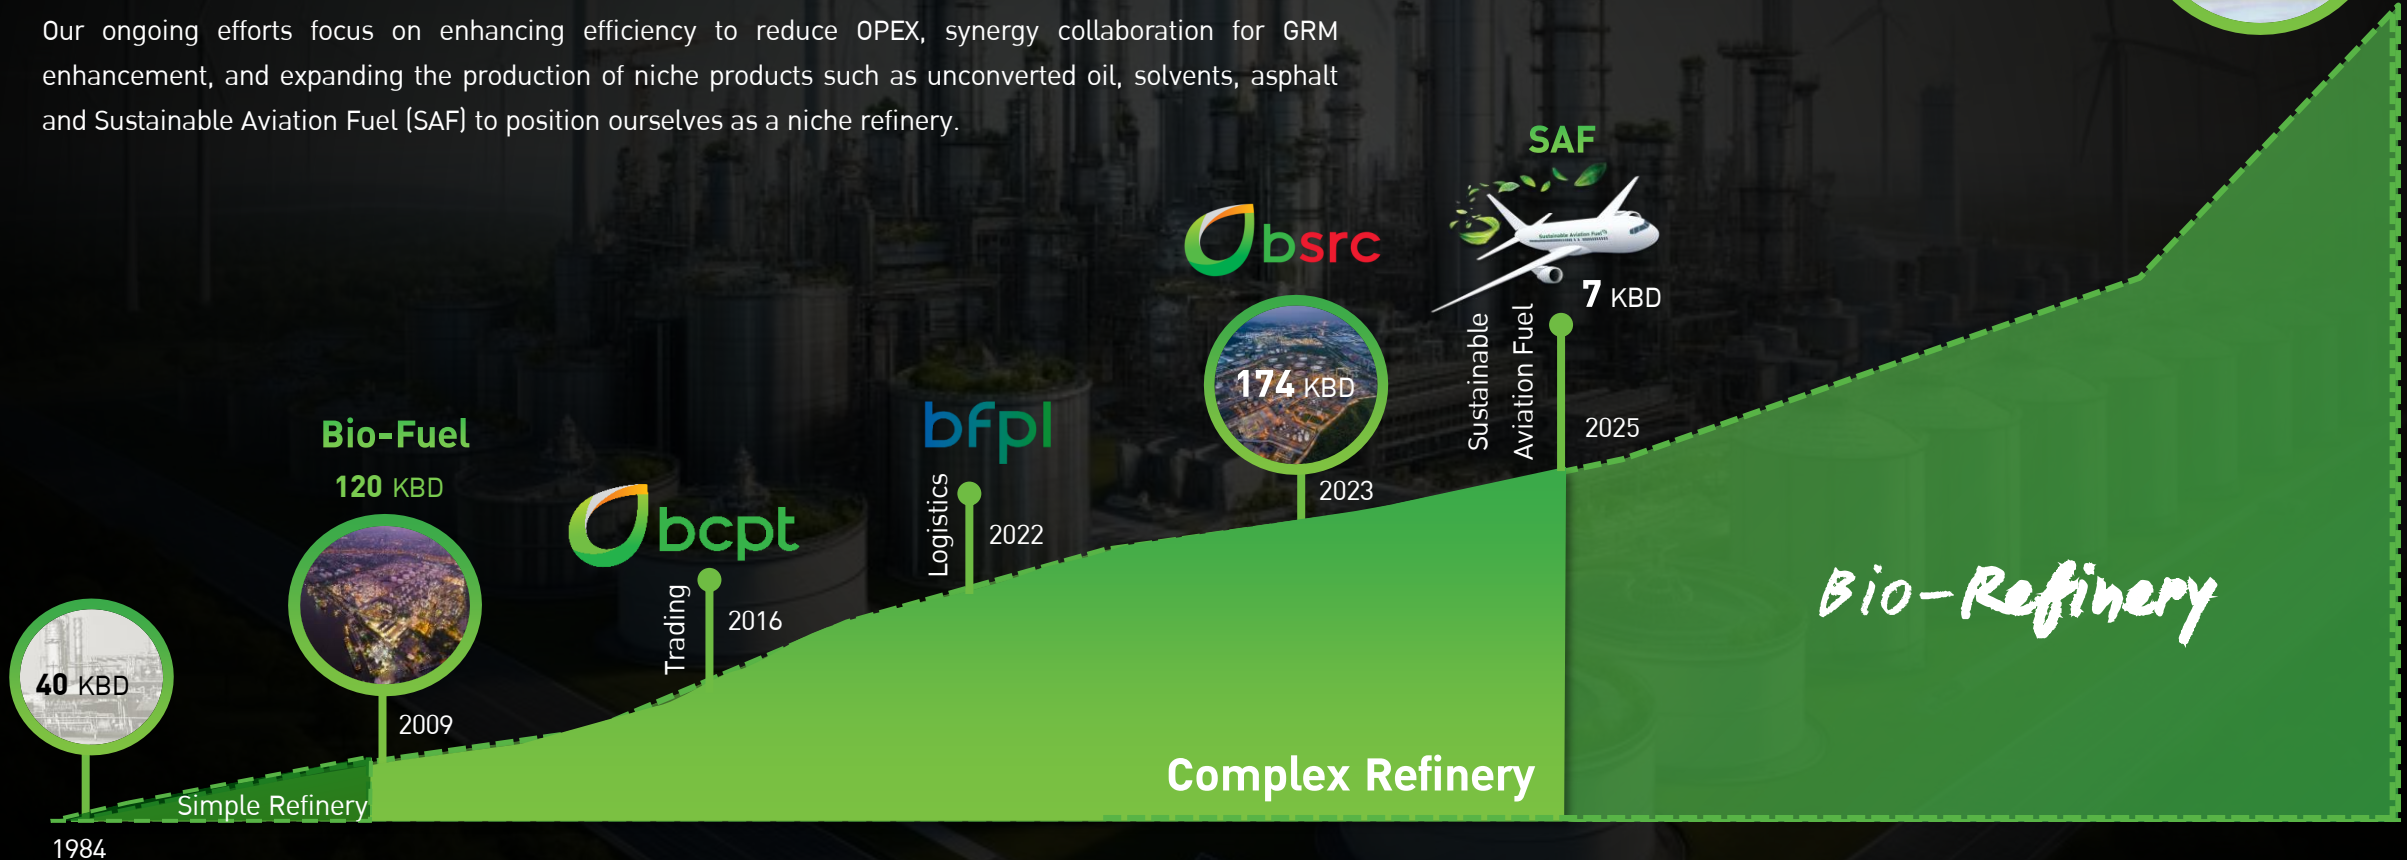 Our ongoing efforts focus on enhancing efficiency to reduce OPEX, synergy collaboration for GRM
enhancement, and expanding the production of niche products such as unconverted oil, solvents, asphalt
and Sustainable Aviation Fuel (SAF) to position ourselves as a niche refinery.
40 KBD
1984
Simple Refinery
Bio-Fuel
120 KBD
2009
bcpt
Trading
2016
bfpl
Logistics
2022
bsrc
174 KBD
2023
SAF
Sustainable Aviation Fuel
7 KBD
Sustainable
Aviation Fuel
2025
Complex Refinery
Bio-Refinery